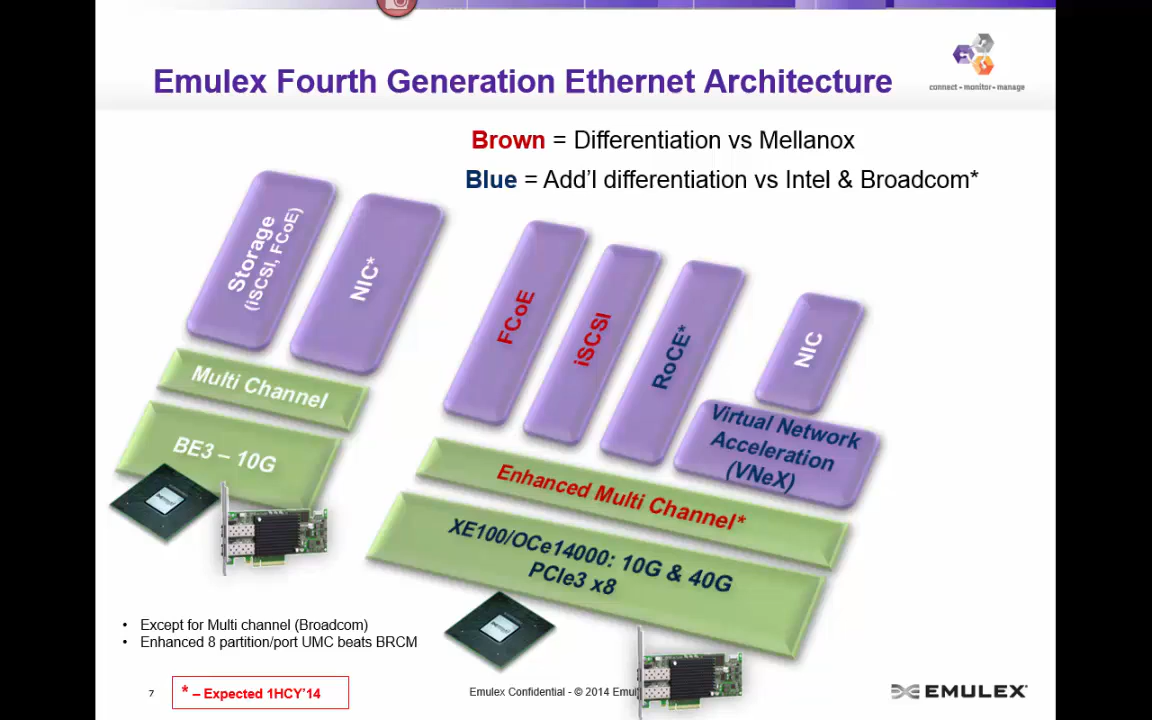 Emulex Fourth Generation Ethernet Architecture
connect • monitor • manage
Brown = Differentiation vs Mellanox
Blue = Add'l differentiation vs Intel & Broadcom*
Storage
(iSCSI, FCoE)
NIC*
Multi Channel
BE3 – 10G
FCoE
iSCSI
RoCE*
NIC
Virtual Network
Acceleration
(VNeX)
Enhanced Multi Channel*
XE100/OCe14000: 10G & 40G
PCIe3 x8
• Except for Multi channel (Broadcom)
• Enhanced 8 partition/port UMC beats BRCM
7
* – Expected 1HCY'14
Emulex Confidential - © 2014 Emul
EMULEX